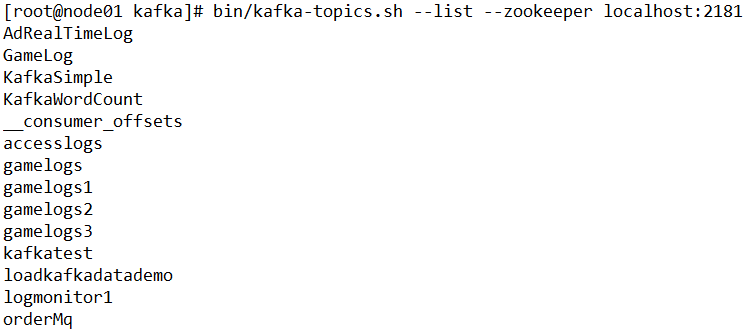 [root@node01 kafka]# bin/kafka-topics.sh --list --zookeeper localhost:2181
AdRealTimeLog
GameLog
KafkaSimple
KafkaWordCount
__consumer_offsets
accesslogs
gamelogs
gamelogs1
gamelogs2
gamelogs3
kafkatest
loadkafkadatademo
logmonitor1
orderMq